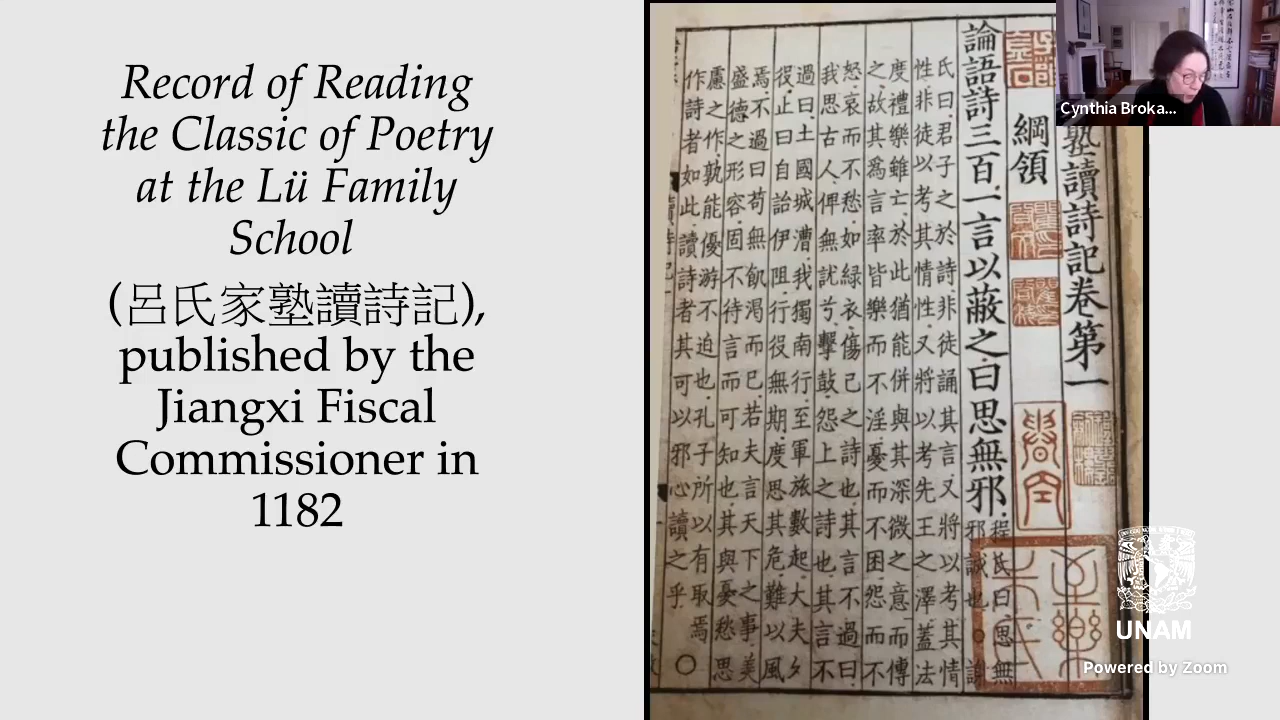 Record of Reading
the Classic of Poetry
at the Lü Family
School
(呂氏家塾讀詩記),
published by the
Jiangxi Fiscal
Commissioner in
1182
塾讀詩記卷第一
綱領
論語詩三百一言以蔽之曰思無邪
程氏曰思無
邪誠也〇謝
氏曰君子之於詩非徒誦其言又將以考其情
性非徒以考其情性又將以考先王之澤蓋法
度禮樂雖亡於此猶能併與其深微之意而傳
之故其爲言率皆樂而不淫憂而不困怨而不
怒哀而不愁如綠衣傷己之詩也其言不過曰
我思古人俾無訧兮擊鼓怨上之詩也其言不
過曰土國城漕我獨南行至軍旅數起大夫久
役止曰自詒伊阻行役無期度思其危難以風
焉不過曰苟無飢渴而已若夫言天下之事美
盛德之形容固不待言而可知也其與憂愁思
慮之作孰能優游不迫也孔子所以有取焉
作詩者如此讀詩者其可以邪心讀之乎〇
Cynthia Broka...
UNAM
Powered by Zoom